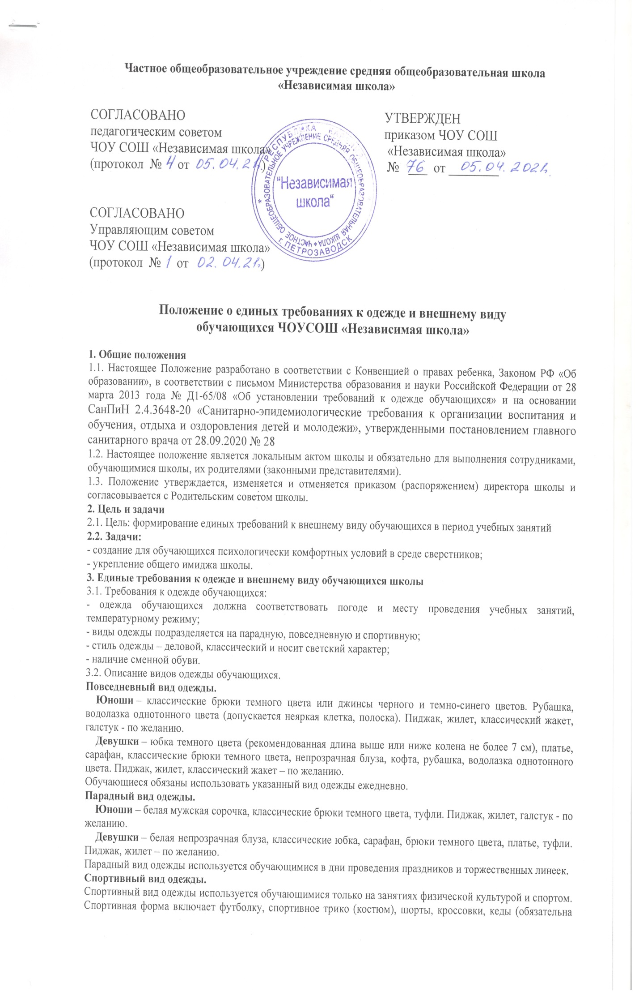 Частное общеобразовательное учреждение средняя общеобразовательная школа
«Независимая школа»
СОГЛАСОВАНО
педагогическим советом
ЧОУ СОШ «Независимая школа»
(протокол № 4 от 05.04.21г.)
УТВЕРЖДЕН
приказом ЧОУ СОШ
«Независимая школа»
№ 76 от 05.04.2021г.
РЕСПУБЛИКА
* ЧАСТНОЕ ОБЩЕОБРАЗОВАТЕЛЬНОЕ УЧРЕЖДЕНИЕ СРЕДНЯЯ ОБЩЕОБРАЗОВАТЕЛЬНАЯ ШКОЛА
"Независимая
школа"
г. ПЕТРОЗАВОДСК
СОГЛАСОВАНО
Управляющим советом
ЧОУ СОШ «Независимая школа»
(протокол № 1 от 02.04.21г.)
Положение о единых требованиях к одежде и внешнему виду
обучающихся ЧОУСОШ «Независимая школа»
1. Общие положения
1.1. Настоящее Положение разработано в соответствии с Конвенцией о правах ребенка, Законом РФ «Об
образовании», в соответствии с письмом Министерства образования и науки Российской Федерации от 28
марта 2013 года № Д1-65/08 «Об установлении требований к одежде обучающихся» и на основании
СанПиН 2.4.3648-20 «Санитарно-эпидемиологические требования к организации воспитания и
обучения, отдыха и оздоровления детей и молодежи», утвержденными постановлением главного
санитарного врача от 28.09.2020 № 28
1.2. Настоящее положение является локальным актом школы и обязательно для выполнения сотрудниками,
обучающимися школы, их родителями (законными представителями).
1.3. Положение утверждается, изменяется и отменяется приказом (распоряжением) директора школы и
согласовывается с Родительским советом школы.
2. Цель и задачи
2.1. Цель: формирование единых требований к внешнему виду обучающихся в период учебных занятий
2.2. Задачи:
- создание для обучающихся психологически комфортных условий в среде сверстников;
- укрепление общего имиджа школы.
3. Единые требования к одежде и внешнему виду обучающихся школы
3.1. Требования к одежде обучающихся:
- одежда обучающихся должна соответствовать погоде и месту проведения учебных занятий,
температурному режиму;
- виды одежды подразделяется на парадную, повседневную и спортивную;
- стиль одежды – деловой, классический и носит светский характер;
- наличие сменной обуви.
3.2. Описание видов одежды обучающихся.
Повседневный вид одежды.
Юноши – классические брюки темного цвета или джинсы черного и темно-синего цветов. Рубашка,
водолазка однотонного цвета (допускается неяркая клетка, полоска). Пиджак, жилет, классический жакет,
галстук - по желанию.
Девушки – юбка темного цвета (рекомендованная длина выше или ниже колена не более 7 см), платье,
сарафан, классические брюки темного цвета, непрозрачная блуза, кофта, рубашка, водолазка однотонного
цвета. Пиджак, жилет, классический жакет – по желанию.
Обучающиеся обязаны использовать указанный вид одежды ежедневно.
Парадный вид одежды.
Юноши – белая мужская сорочка, классические брюки темного цвета, туфли. Пиджак, жилет, галстук - по
желанию.
Девушки – белая непрозрачная блуза, классические юбка, сарафан, брюки темного цвета, платье, туфли.
Пиджак, жилет – по желанию.
Парадный вид одежды используется обучающимися в дни проведения праздников и торжественных линеек.
Спортивный вид одежды.
Спортивный вид одежды используется обучающимися только на занятиях физической культурой и спортом.
Спортивная форма включает футболку, спортивное трико (костюм), шорты, кроссовки, кеды (обязательна